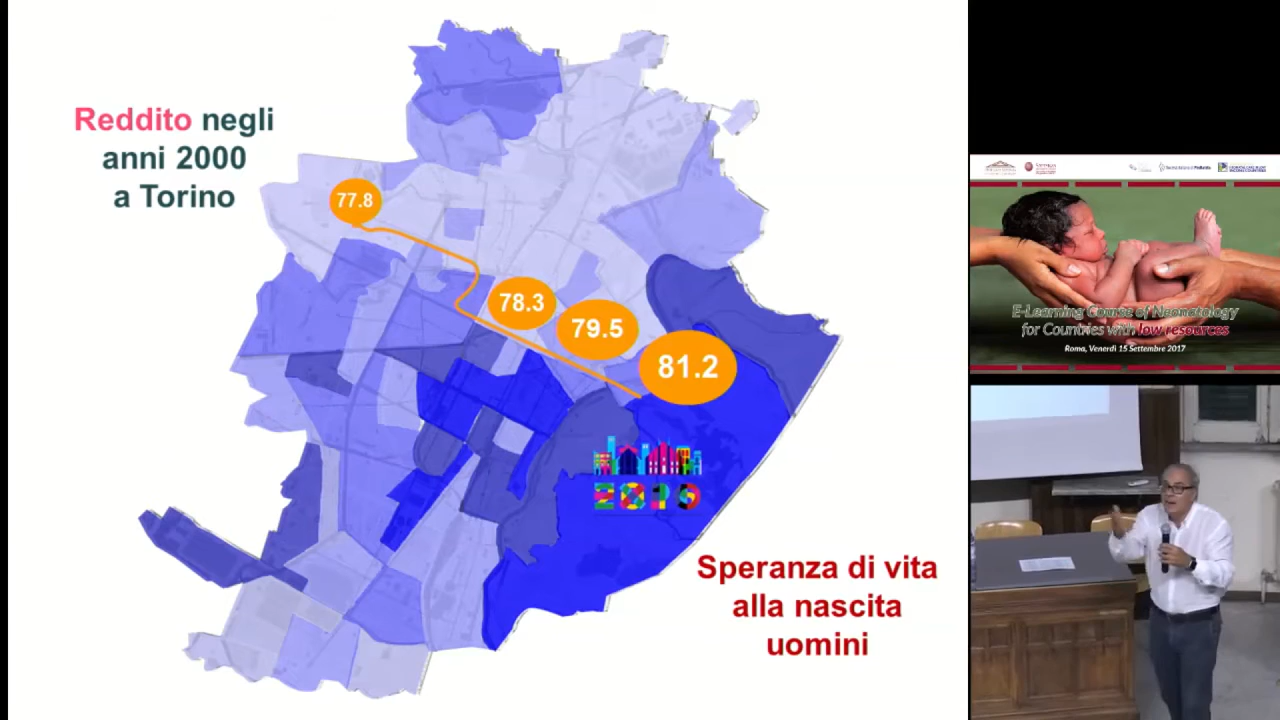 Reddito negli
anni 2000
a Torino
77.8
78.3
79.5
81.2
2019
Speranza di vita
alla nascita
uomini
E-Learning Course of Neonatology
for Countries with low resources
Roma, Venerdì 15 Settembre 2017